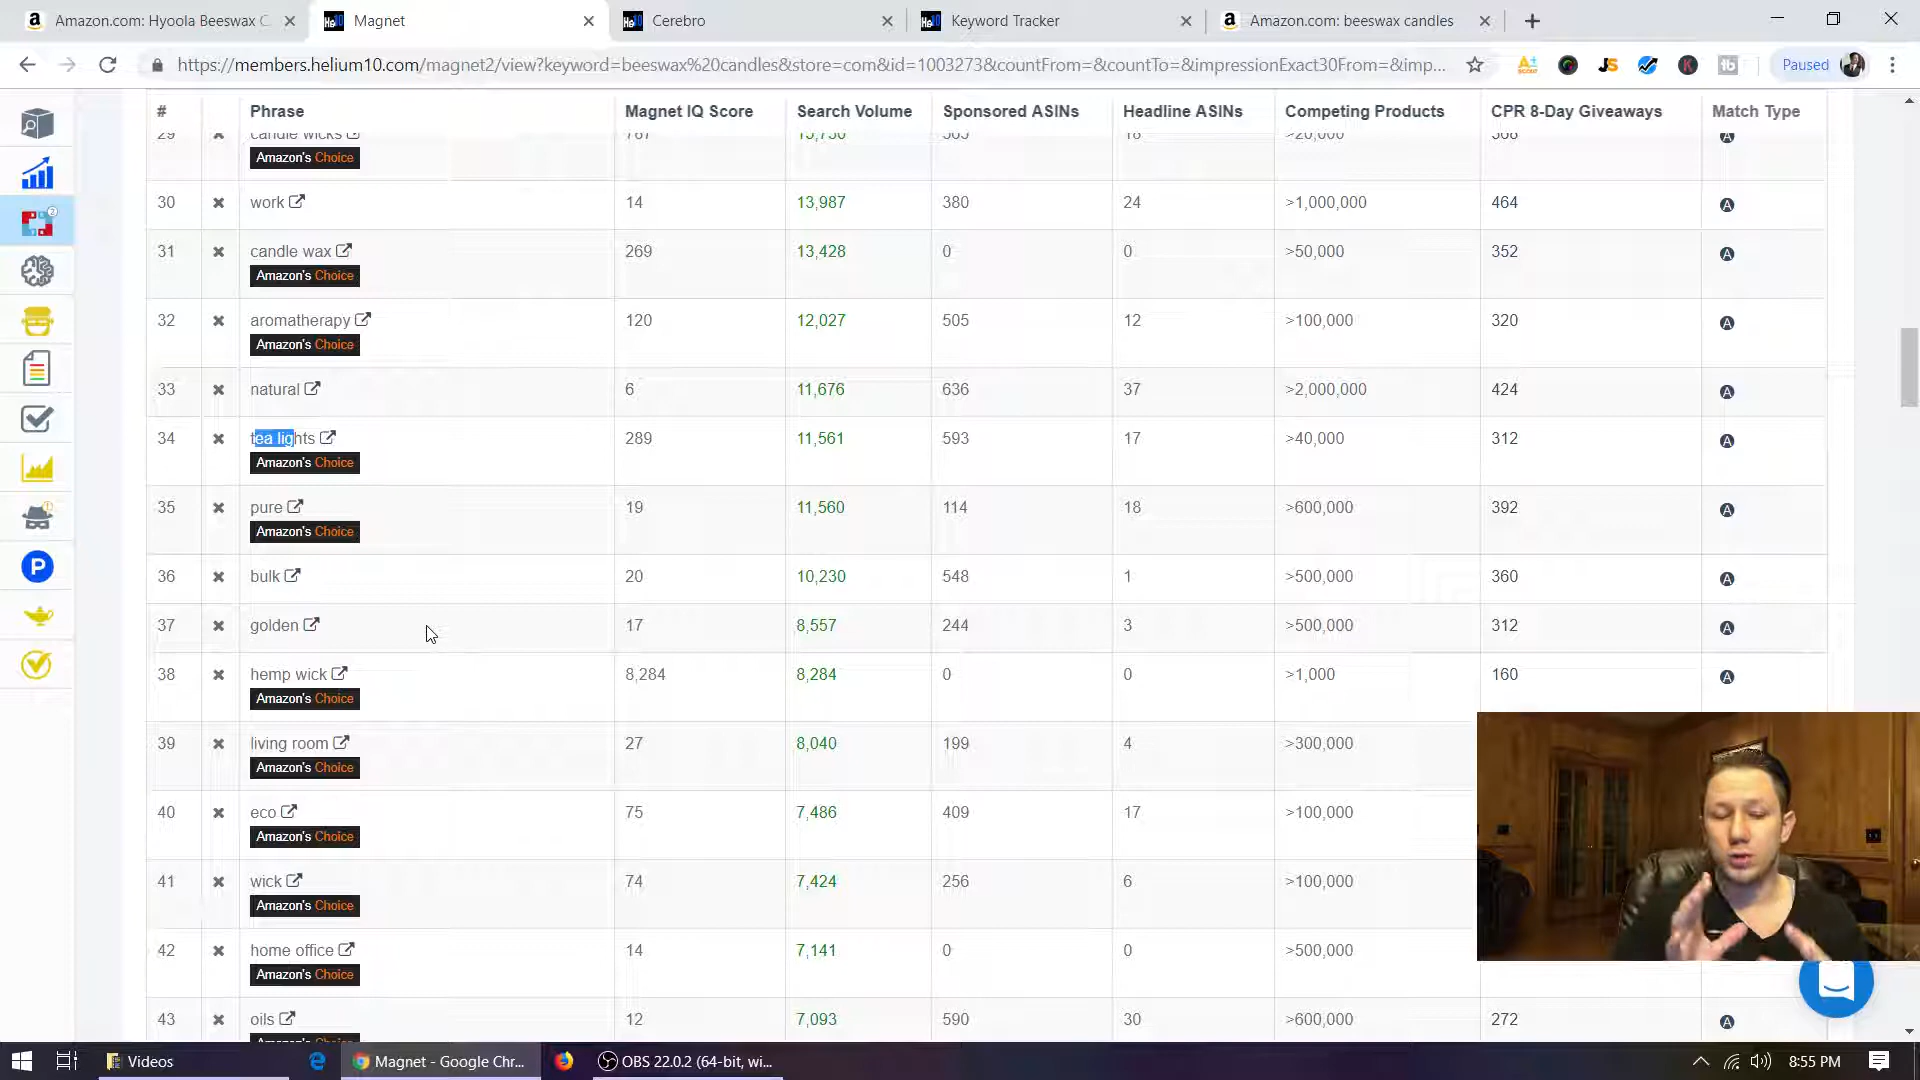 Amazon.com: Hyoola Beeswax C
Magnet
Cerebro
Keyword Tracker
Amazon.com: beeswax candles
https://members.helium10.com/magnet2/view?keyword=beeswax%20candles&store=com&id=1003273&countFrom=&countTo=&impressionExact30From=&imp...
Paused
# Phrase Magnet IQ Score Search Volume Sponsored ASINs Headline ASINs Competing Products CPR 8-Day Giveaways Match Type
29 candle wicks 787 15,730 565 18 >20,000 368 A
Amazon's Choice
30 work 14 13,987 380 24 >1,000,000 464 A
31 candle wax 269 13,428 0 0 >50,000 352 A
Amazon's Choice
32 aromatherapy 120 12,027 505 12 >100,000 320 A
Amazon's Choice
33 natural 6 11,676 636 37 >2,000,000 424 A
34 tea lights 289 11,561 593 17 >40,000 312 A
Amazon's Choice
35 pure 19 11,560 114 18 >600,000 392 A
Amazon's Choice
36 bulk 20 10,230 548 1 >500,000 360 A
37 golden 17 8,557 244 3 >500,000 312 A
38 hemp wick 8,284 8,284 0 0 >1,000 160 A
Amazon's Choice
39 living room 27 8,040 199 4 >300,000
Amazon's Choice
40 eco 75 7,486 409 17 >100,000
Amazon's Choice
41 wick 74 7,424 256 6 >100,000
Amazon's Choice
42 home office 14 7,141 0 0 >500,000
Amazon's Choice
43 oils 12 7,093 590 30 >600,000 272 A
Videos
Magnet - Google Chr...
OBS 22.0.2 (64-bit, wi...
8:55 PM